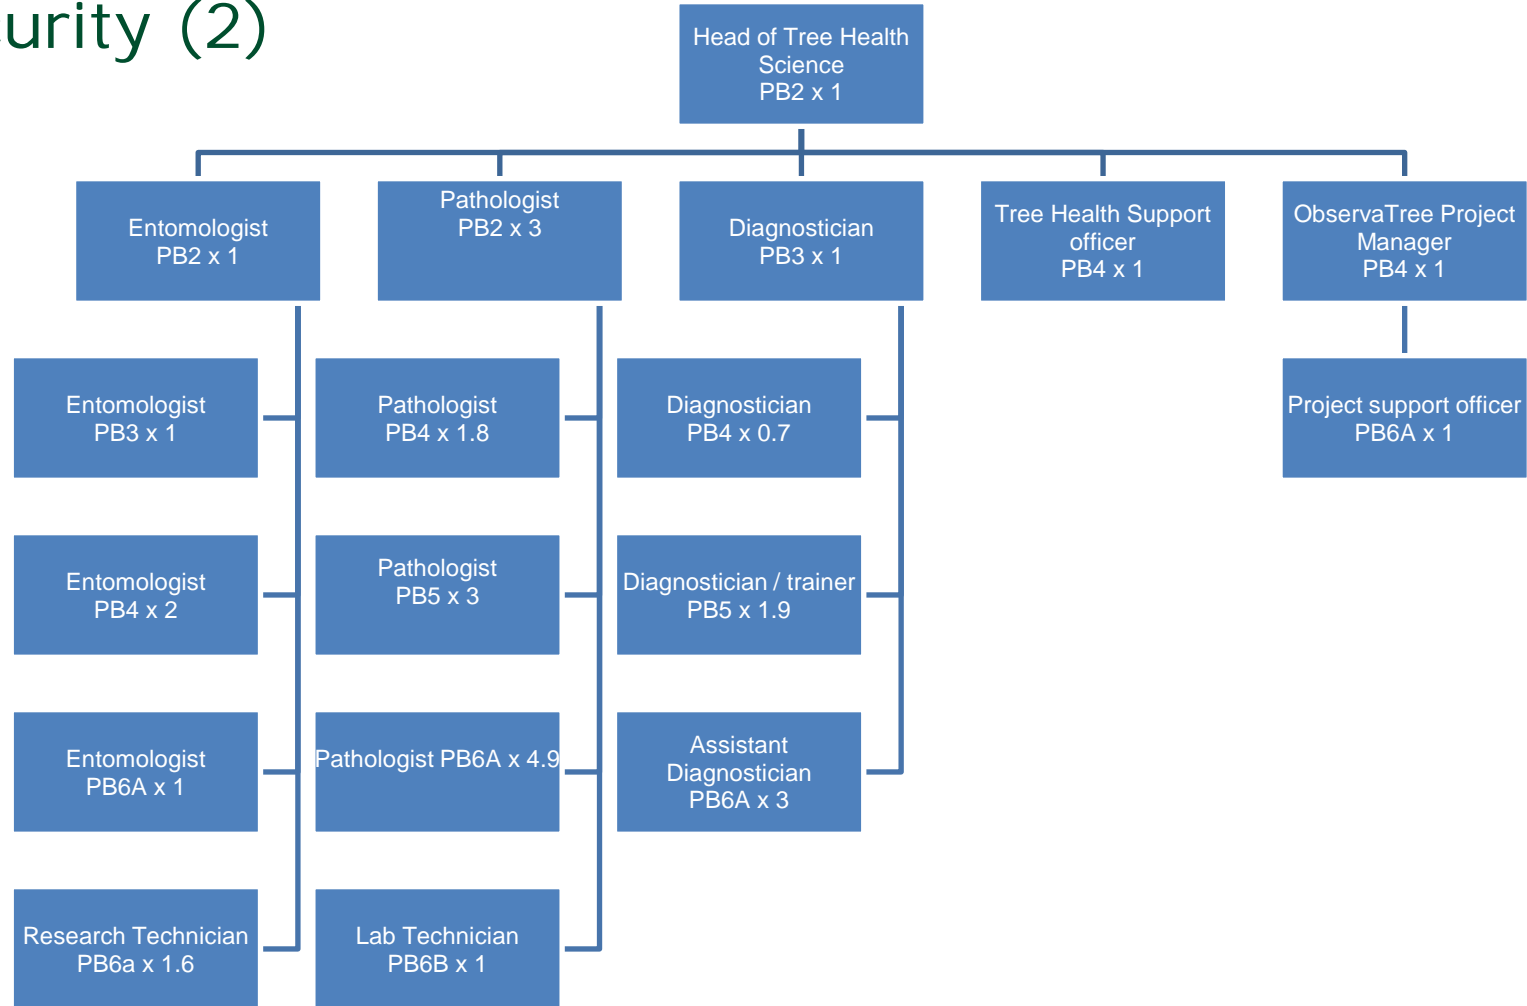 urity (2)
Head of Tree Health
Science
PB2 x 1
Entomologist
PB2 x 1
Pathologist
PB2 x 3
Diagnostician
PB3 x 1
Tree Health Support
officer
PB4 x 1
ObservaTree Project
Manager
PB4 x 1
Entomologist
PB3 x 1
Pathologist
PB4 x 1.8
Diagnostician
PB4 x 0.7
Project support officer
PB6A x 1
Entomologist
PB4 x 2
Pathologist
PB5 x 3
Diagnostician / trainer
PB5 x 1.9
Entomologist
PB6A x 1
Pathologist PB6A x 4.9
Assistant
Diagnostician
PB6A x 3
Research Technician
PB6a x 1.6
Lab Technician
PB6B x 1